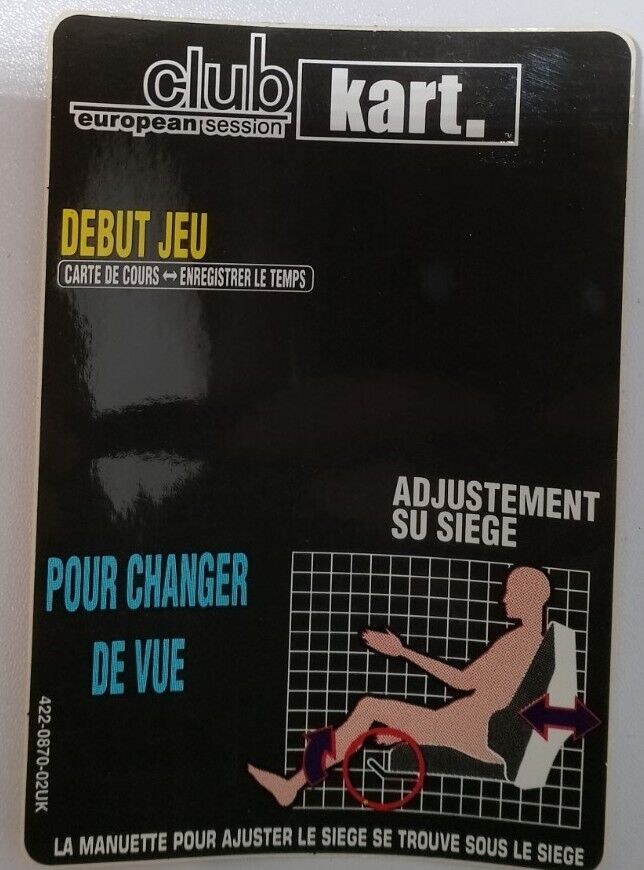 club
european session
kart.
DEBUT JEU
CARTE DE COURS ↔ ENREGISTRER LE TEMPS
ADJUSTEMENT
SU SIEGE
POUR CHANGER
DE VUE
422-0870-02UK
LA MANUETTE POUR AJUSTER LE SIEGE SE TROUVE SOUS LE SIEGE